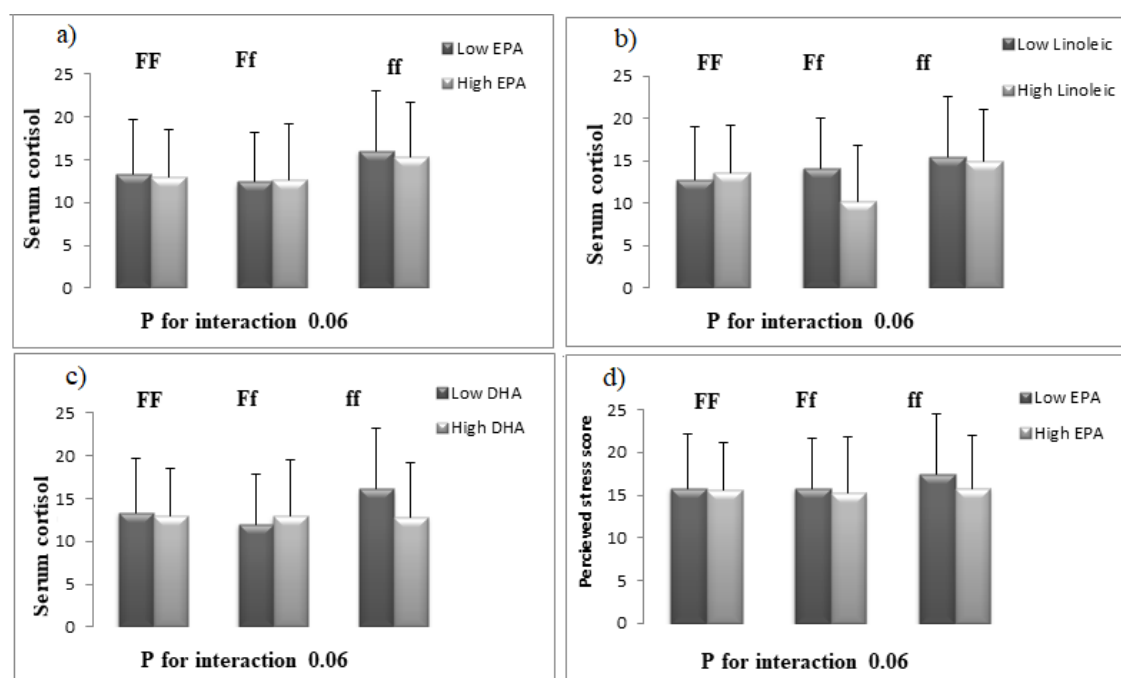 a)
FF Ff ff
Low EPA
High EPA
Serum cortisol
25
20
15
10
5
0
P for interaction 0.06
b)
FF Ff ff
Low Linoleic
High Linoleic
Serum cortisol
25
20
15
10
5
0
P for interaction 0.06
c)
FF Ff ff
Low DHA
High DHA
Serum cortisol
25
20
15
10
5
0
P for interaction 0.06
d)
FF Ff ff
Low EPA
High EPA
Percieved stress score
25
20
15
10
5
0
P for interaction 0.06